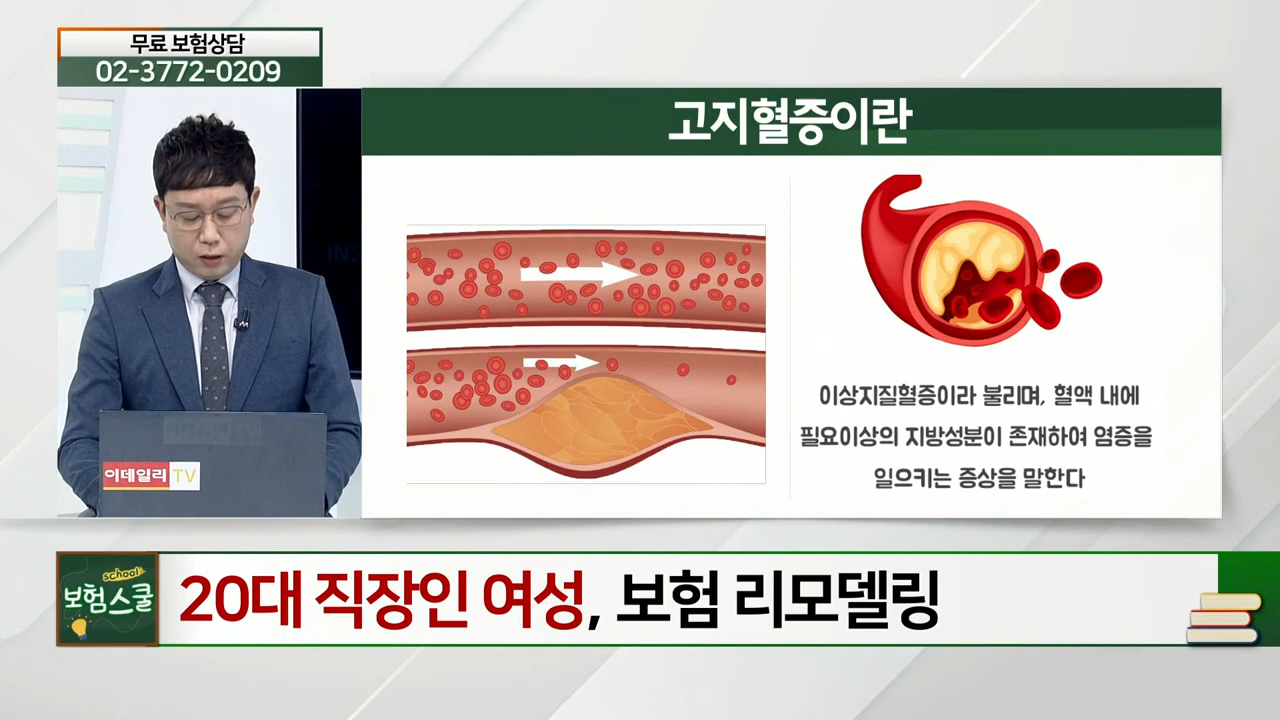 무료 보험상담
02-3772-0209
고지혈증이란
이상지질혈증이라 불리며, 혈액 내에
필요이상의 지방성분이 존재하여 염증을
일으키는 증상을 말한다
이데일리 TV
school
보험스쿨
20대 직장인 여성, 보험 리모델링